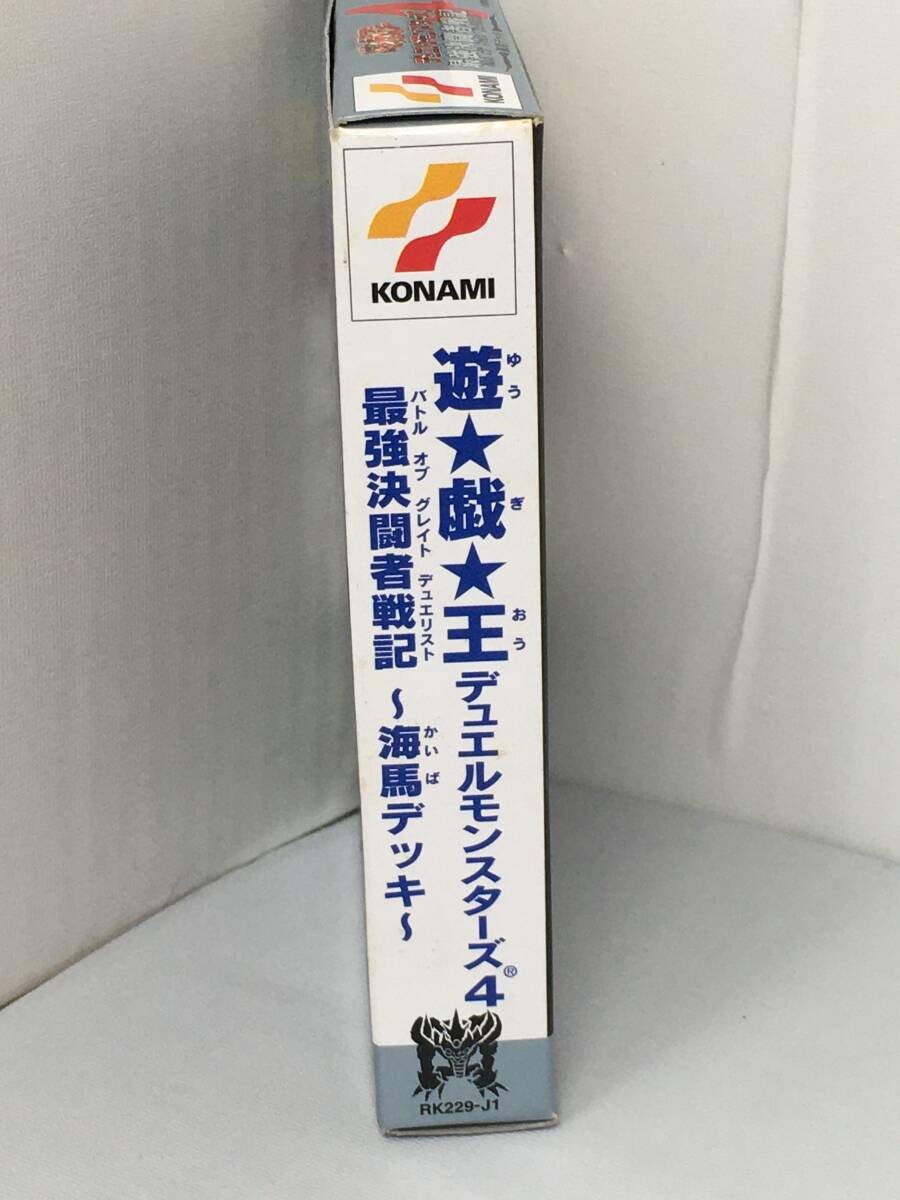 KONAMI
KONAMI
遊★戯★王デュエルモンスターズ®4
ゆう ぎ おう
最強決闘者戦記 ～海馬デッキ～
バトル オブ グレイト デュエリスト かいば
RK229-J1